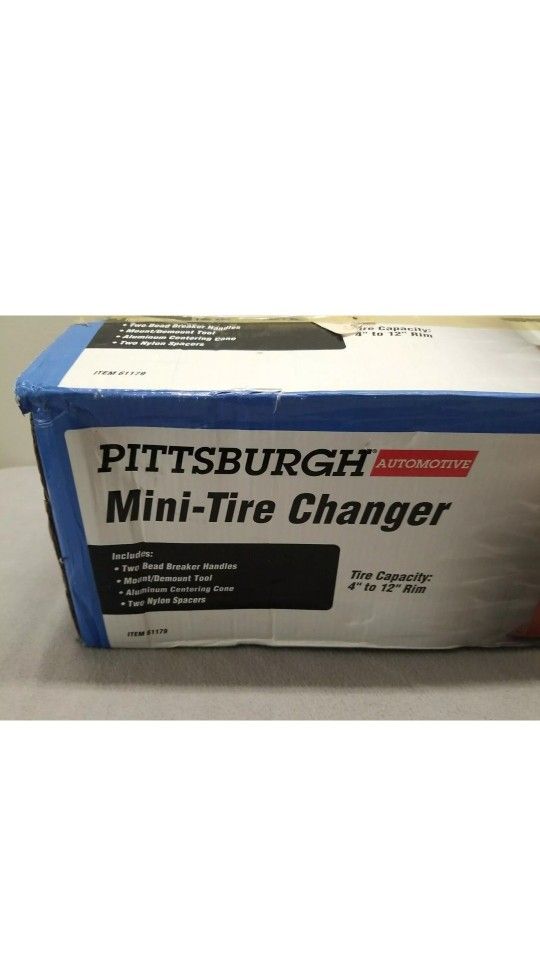 • Two Bead Breaker Handles
• Mount/Demount Tool
• Aluminum Centering Cone
• Two Nylon Spacers
Tire Capacity:
4" to 12" Rim
ITEM 61179
PITTSBURGH® AUTOMOTIVE
Mini-Tire Changer
Includes:
• Two Bead Breaker Handles
• Mount/Demount Tool
• Aluminum Centering Cone
• Two Nylon Spacers
Tire Capacity:
4" to 12" Rim
ITEM 61179